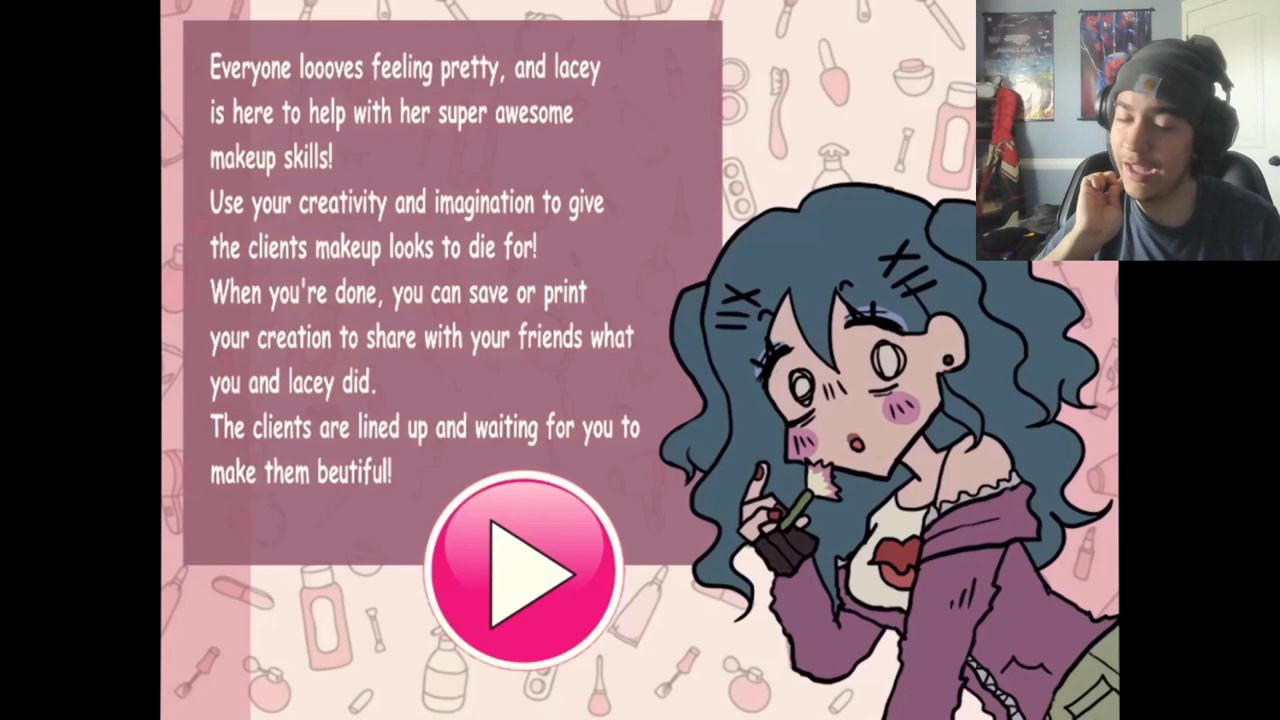 Everyone loooves feeling pretty, and lacey
is here to help with her super awesome
makeup skills!
Use your creativity and imagination to give
the clients makeup looks to die for!
When you're done, you can save or print
your creation to share with your friends what
you and lacey did.
The clients are lined up and waiting for you to
make them beutiful!
MINECRAFT